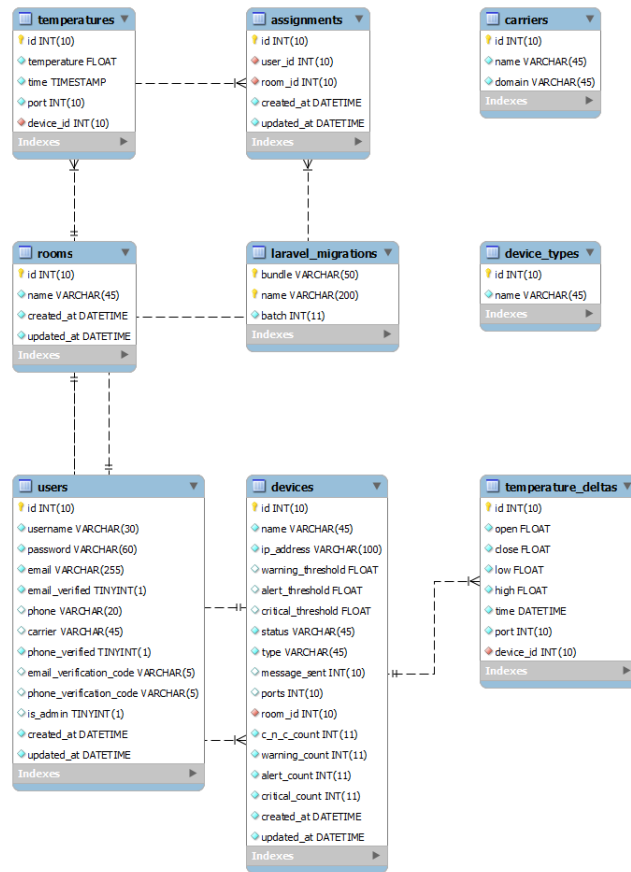 temperatures
id INT(10)
temperature FLOAT
time TIMESTAMP
port INT(10)
device_id INT(10)
Indexes
assignments
id INT(10)
user_id INT(10)
room_id INT(10)
created_at DATETIME
updated_at DATETIME
Indexes
carriers
id INT(10)
name VARCHAR(45)
domain VARCHAR(45)
Indexes
rooms
id INT(10)
name VARCHAR(45)
created_at DATETIME
updated_at DATETIME
Indexes
laravel_migrations
bundle VARCHAR(50)
name VARCHAR(200)
batch INT(11)
Indexes
device_types
id INT(10)
name VARCHAR(45)
Indexes
users
id INT(10)
username VARCHAR(30)
password VARCHAR(60)
email VARCHAR(255)
email_verified TINYINT(1)
phone VARCHAR(20)
carrier VARCHAR(45)
phone_verified TINYINT(1)
email_verification_code VARCHAR(5)
phone_verification_code VARCHAR(5)
is_admin TINYINT(1)
created_at DATETIME
updated_at DATETIME
Indexes
devices
id INT(10)
name VARCHAR(45)
ip_address VARCHAR(100)
warning_threshold FLOAT
alert_threshold FLOAT
critical_threshold FLOAT
status VARCHAR(45)
type VARCHAR(45)
message_sent INT(10)
ports INT(10)
room_id INT(10)
c_n_c_count INT(11)
warning_count INT(11)
alert_count INT(11)
critical_count INT(11)
created_at DATETIME
updated_at DATETIME
Indexes
temperature_deltas
id INT(10)
open FLOAT
close FLOAT
low FLOAT
high FLOAT
time DATETIME
port INT(10)
device_id INT(10)
Indexes